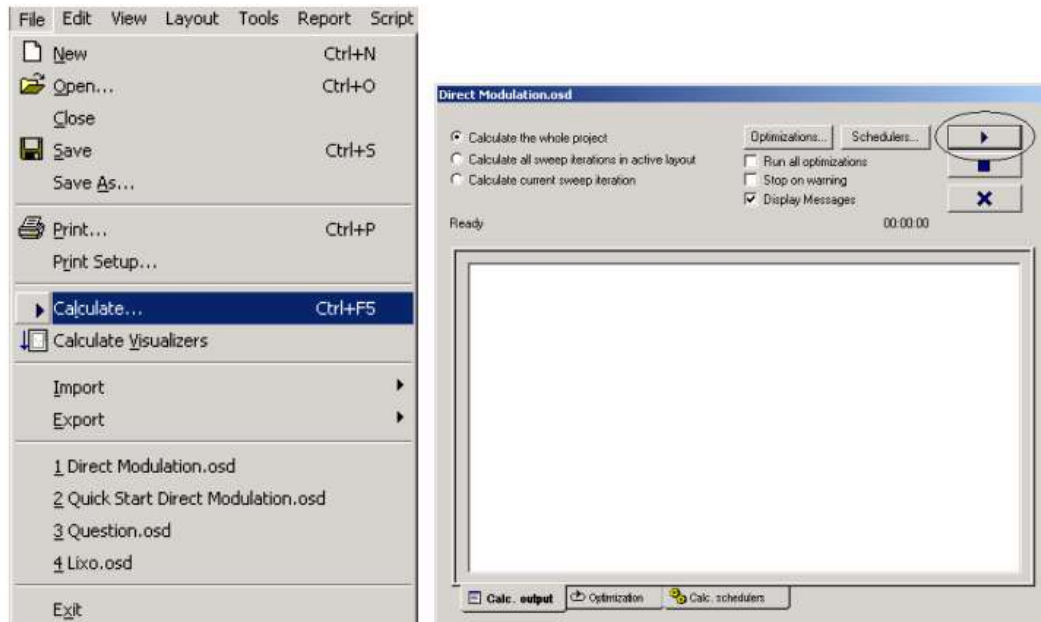 File Edit View Layout Tools Report Script
New Ctrl+N
Open... Ctrl+O
Close
Save Ctrl+S
Save As...
Print... Ctrl+P
Print Setup...
Calculate... Ctrl+F5
Calculate Visualizers
Import
Export
1 Direct Modulation.osd
2 Quick Start Direct Modulation.osd
3 Question.osd
4 Lixo.osd
Exit
Direct Modulation.osd
Calculate the whole project
Calculate all sweep iterations in active layout
Calculate current sweep iteration
Optimizations... Schedulers...
Run all optimizations
Stop on warning
Display Messages
Ready 00:00:00
Calc. output Optimization Calc. schedulers